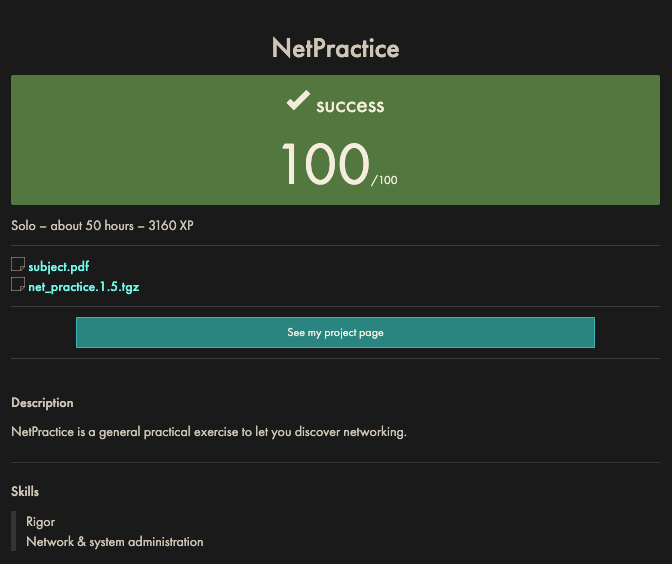 NetPractice
✔ success
100/100
Solo – about 50 hours – 3160 XP
subject.pdf
net_practice.1.5.tgz
See my project page
Description
NetPractice is a general practical exercise to let you discover networking.
Skills
Rigor
Network & system administration